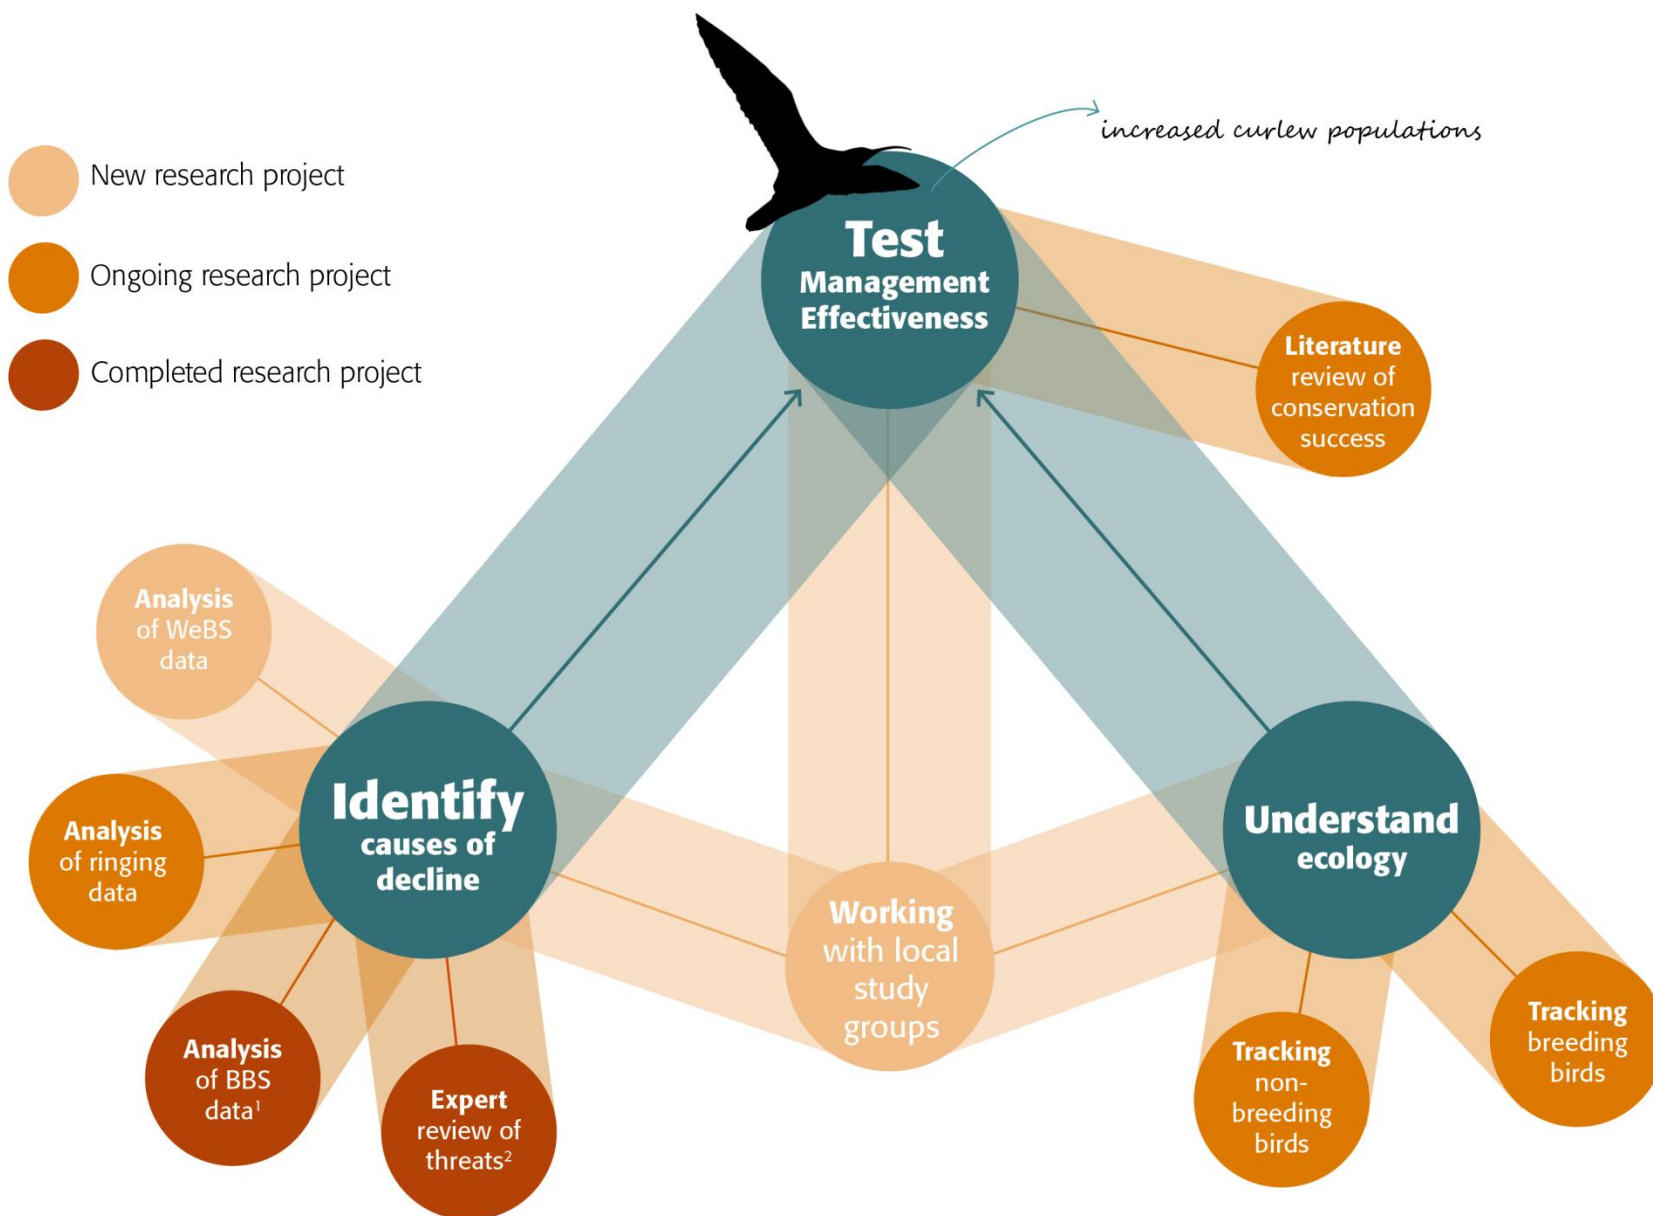 increased curlew populations
New research project
Ongoing research project
Completed research project
Test
Management
Effectiveness
Literature
review of
conservation
success
Analysis
of WeBS
data
Identify
causes of
decline
Understand
ecology
Analysis
of ringing
data
Working
with local
study
groups
Analysis
of BBS
data¹
Expert
review of
threats²
Tracking
non-
breeding
birds
Tracking
breeding
birds